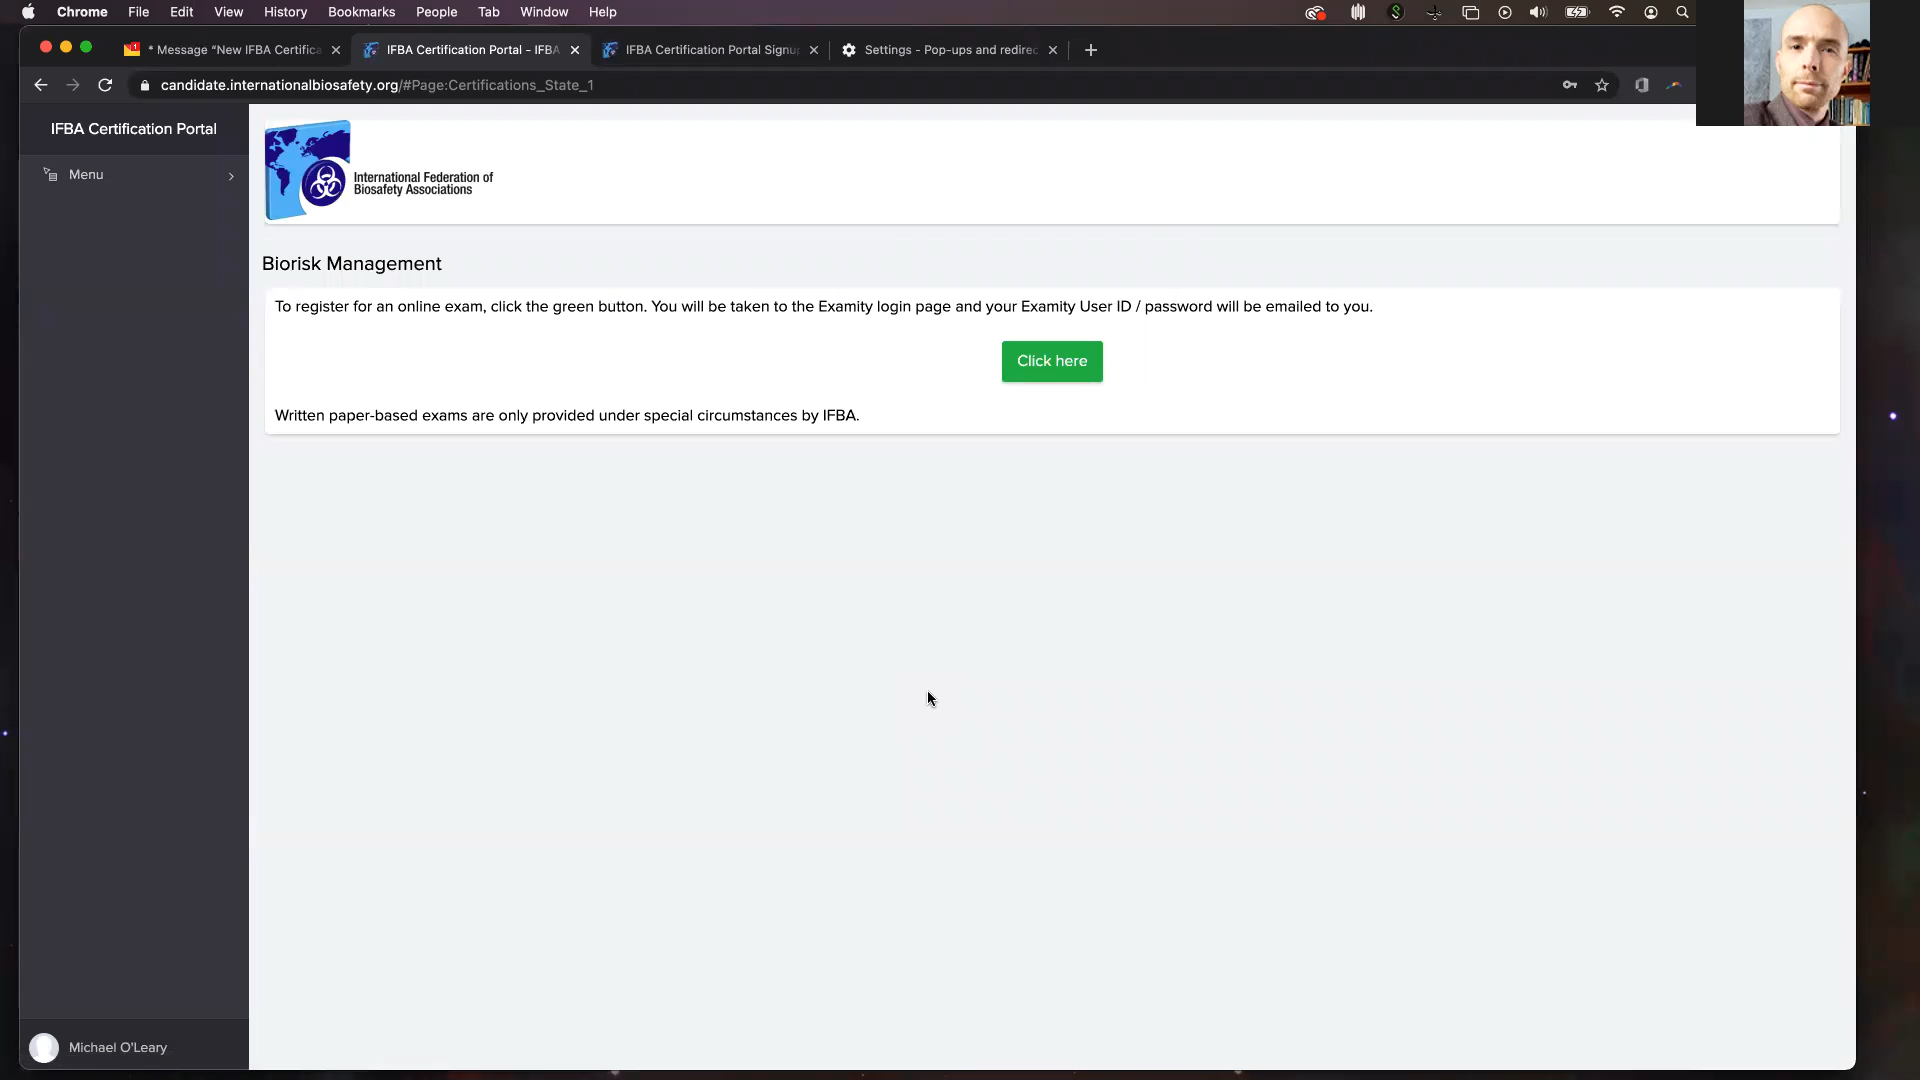 Chrome File Edit View History Bookmarks People Tab Window Help
* Message "New IFBA Certifica
IFBA Certification Portal - IFBA
IFBA Certification Portal Signu
Settings - Pop-ups and redirec
candidate.internationalbiosafety.org/#Page:Certifications_State_1
IFBA Certification Portal
Menu
International Federation of
Biosafety Associations
Biorisk Management
To register for an online exam, click the green button. You will be taken to the Examity login page and your Examity User ID / password will be emailed to you.
Click here
Written paper-based exams are only provided under special circumstances by IFBA.
Michael O'Leary